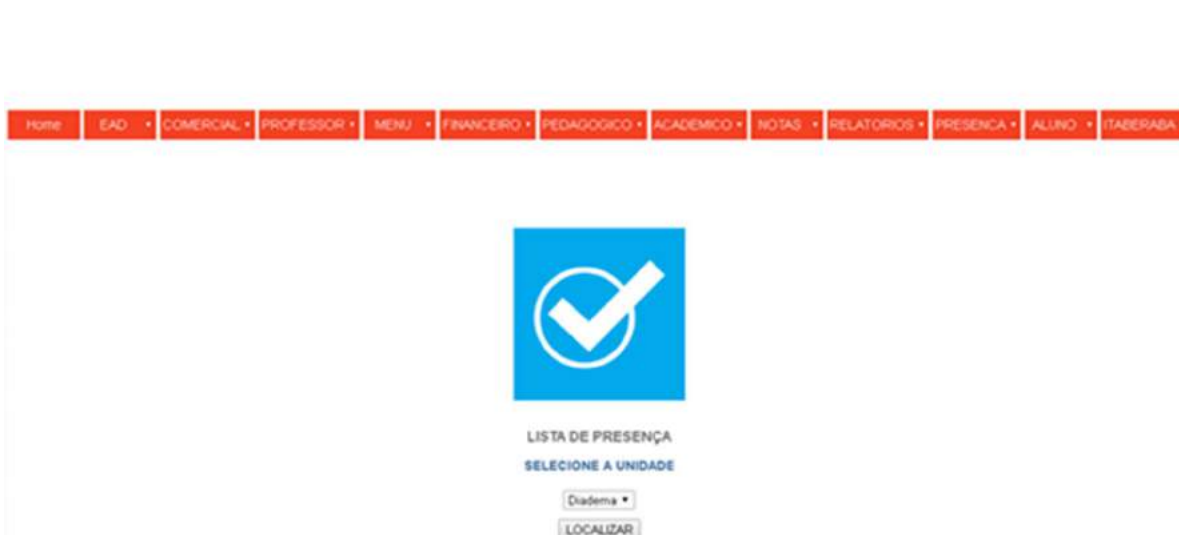 Home EAD COMERCIAL PROFESSOR MENU FINANCEIRO PEDAGOGICO ACADEMICO NOTAS RELATORIOS PRESENCA ALUNO ITABERABA
LISTA DE PRESENÇA
SELECIONE A UNIDADE
Diadema
LOCALIZAR